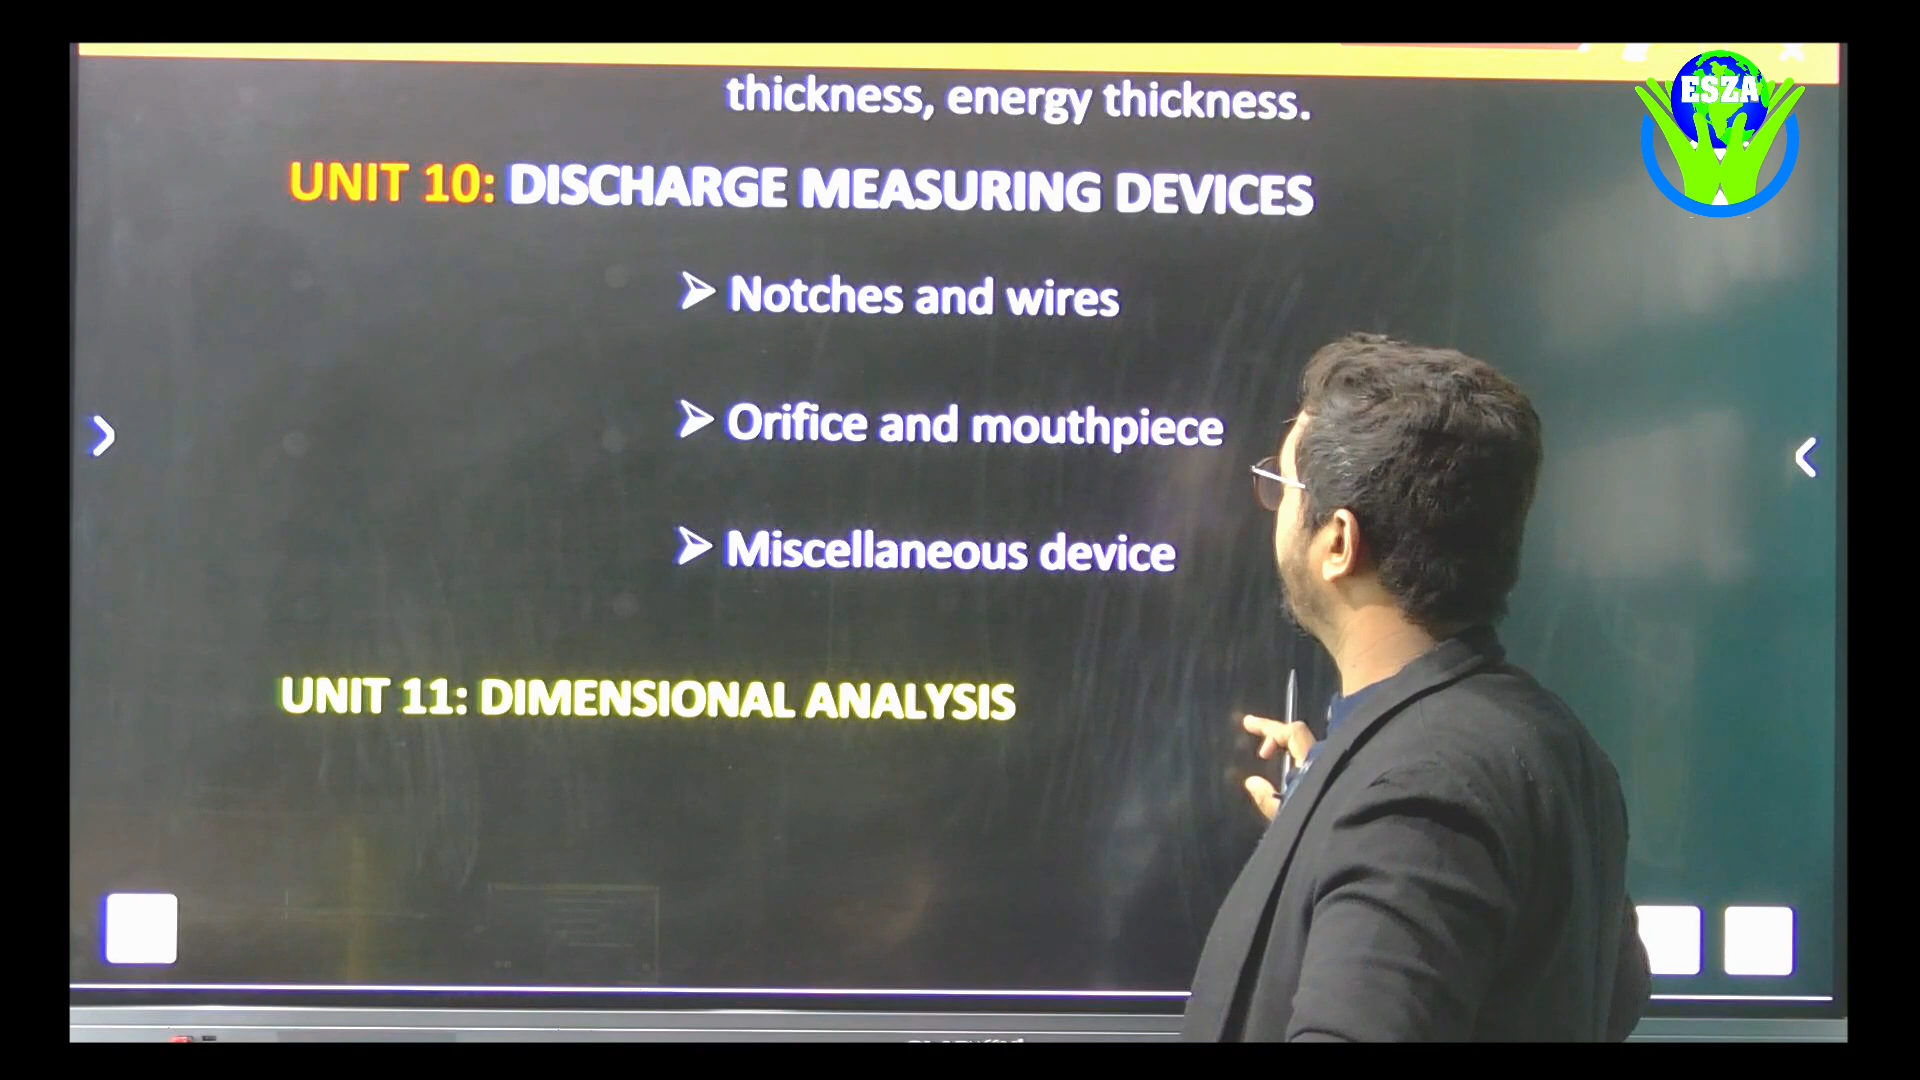 ESZA
thickness, energy thickness.
UNIT 10: DISCHARGE MEASURING DEVICES
➢ Notches and wires
➢ Orifice and mouthpiece
➢ Miscellaneous device
UNIT 11: DIMENSIONAL ANALYSIS